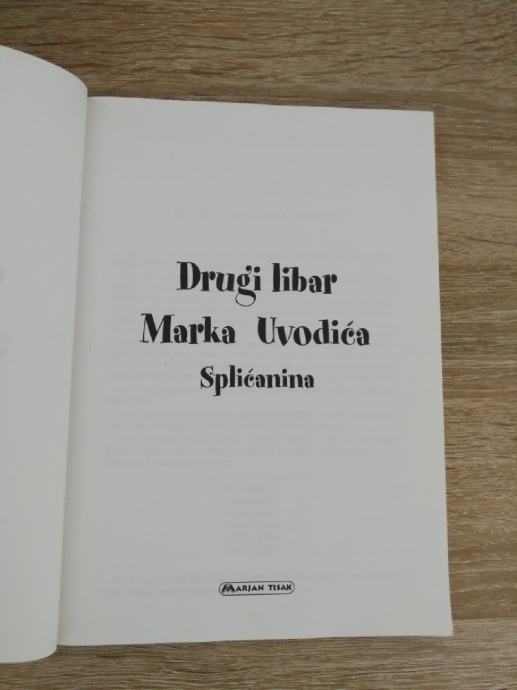 Drugi libar
Marka Uvodića
Splićanina
MARJAN TISAK